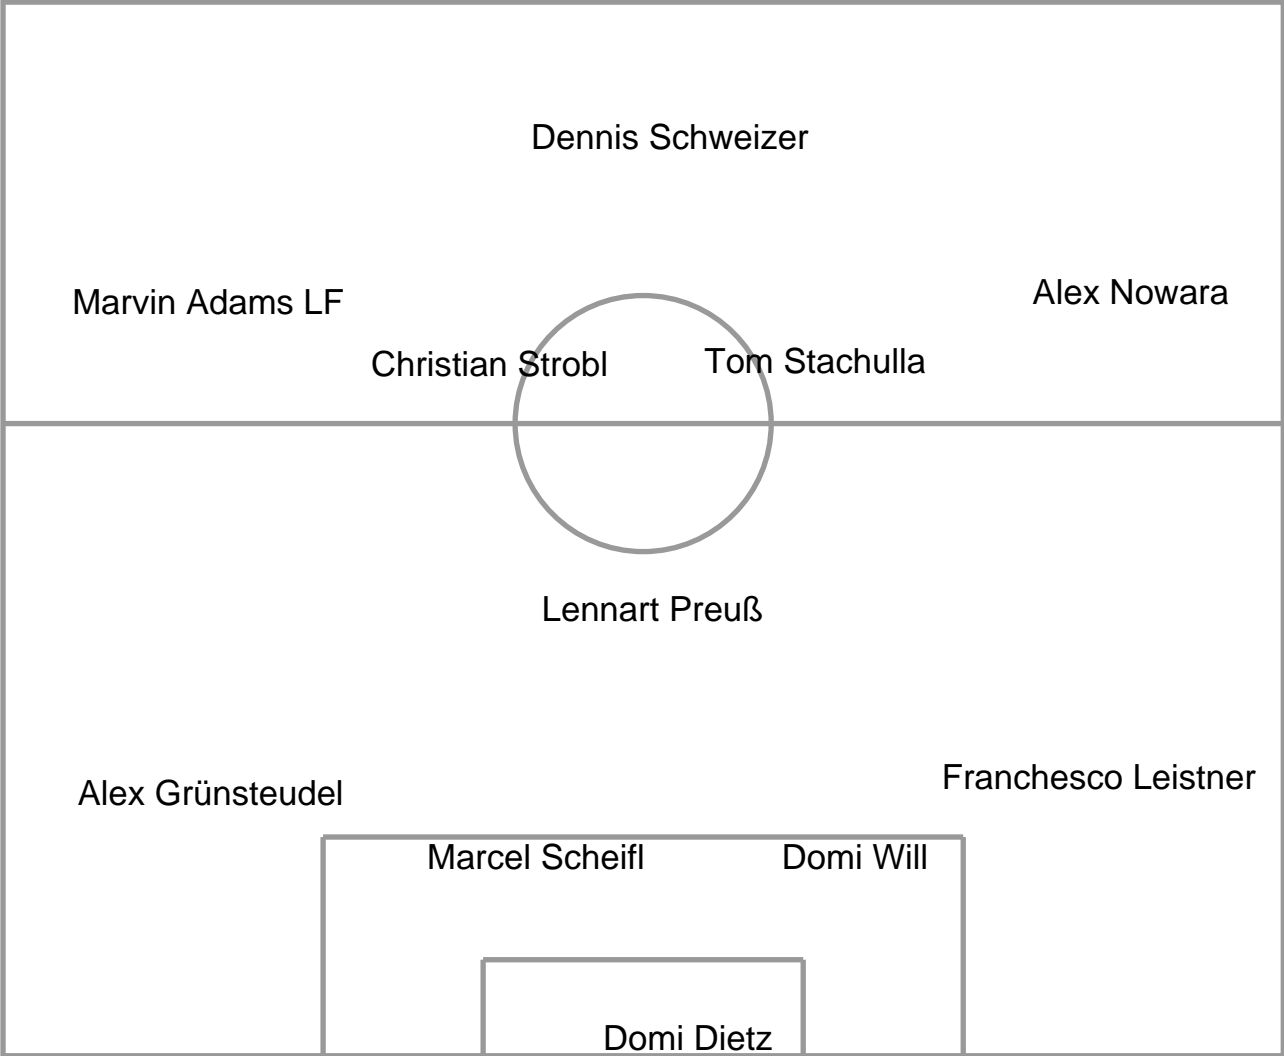 Dennis Schweizer
Marvin Adams LF
Alex Nowara
Christian Strobl
Tom Stachulla
Lennart Preuß
Alex Grünsteudel
Franchesco Leistner
Marcel Scheifl
Domi Will
Domi Dietz